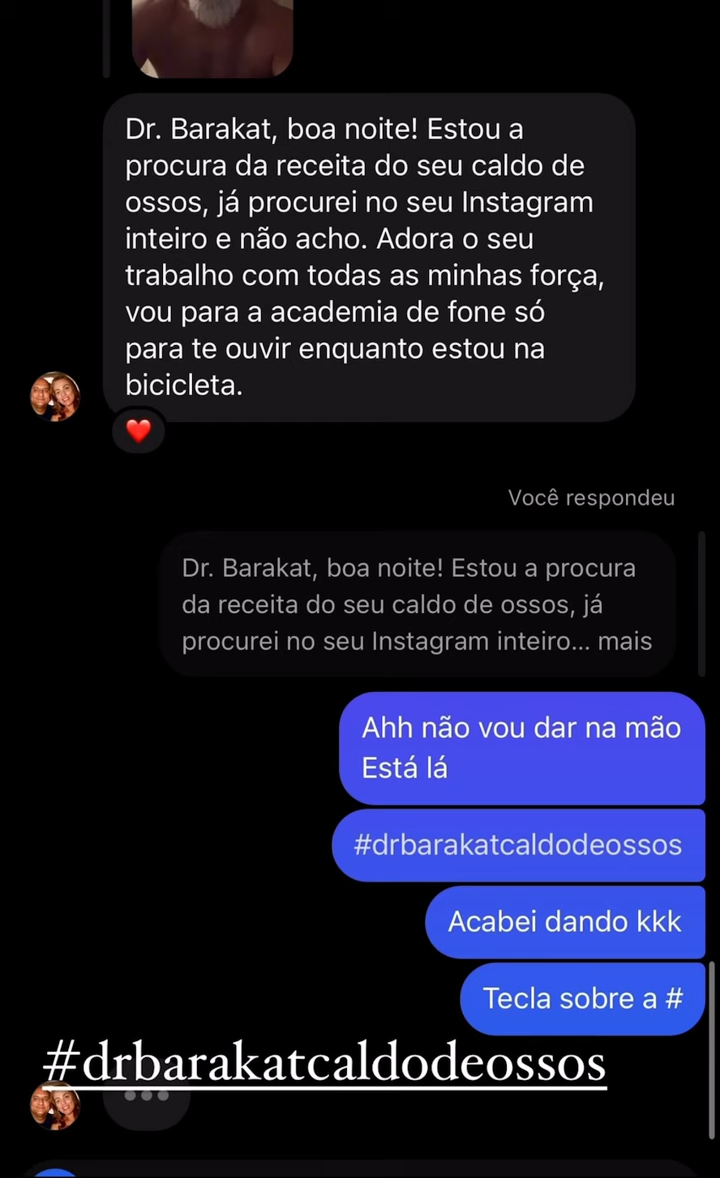 Dr. Barakat, boa noite! Estou a
procura da receita do seu caldo de
ossos, já procurei no seu Instagram
inteiro e não acho. Adora o seu
trabalho com todas as minhas força,
vou para a academia de fone só
para te ouvir enquanto estou na
bicicleta.
Você respondeu
Dr. Barakat, boa noite! Estou a procura
da receita do seu caldo de ossos, já
procurei no seu Instagram inteiro... mais
Ahh não vou dar na mão
Está lá
#drbarakatcaldodeossos
Acabei dando kkk
Tecla sobre a #
#drbarakatcaldodeossos